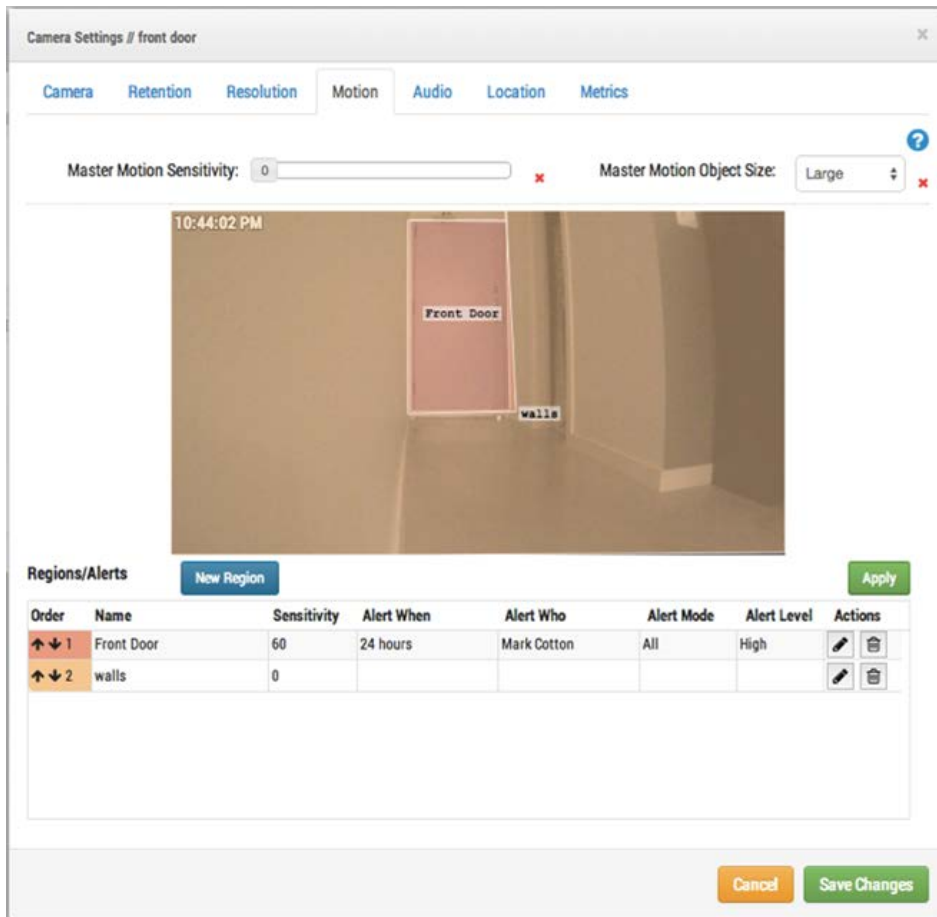 Camera Settings // front door ×
Camera Retention Resolution Motion Audio Location Metrics
?
Master Motion Sensitivity: 0 × Master Motion Object Size: Large ×
10:44:02 PM
Front Door
walls
Regions/Alerts New Region Apply
Order Name Sensitivity Alert When Alert Who Alert Mode Alert Level Actions
1 Front Door 60 24 hours Mark Cotton All High
2 walls 0
Cancel Save Changes